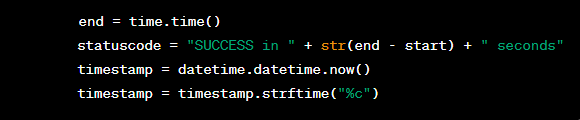 end = time.time()
statuscode = "SUCCESS in " + str(end - start) + " seconds"
timestamp = datetime.datetime.now()
timestamp = timestamp.strftime("%c")